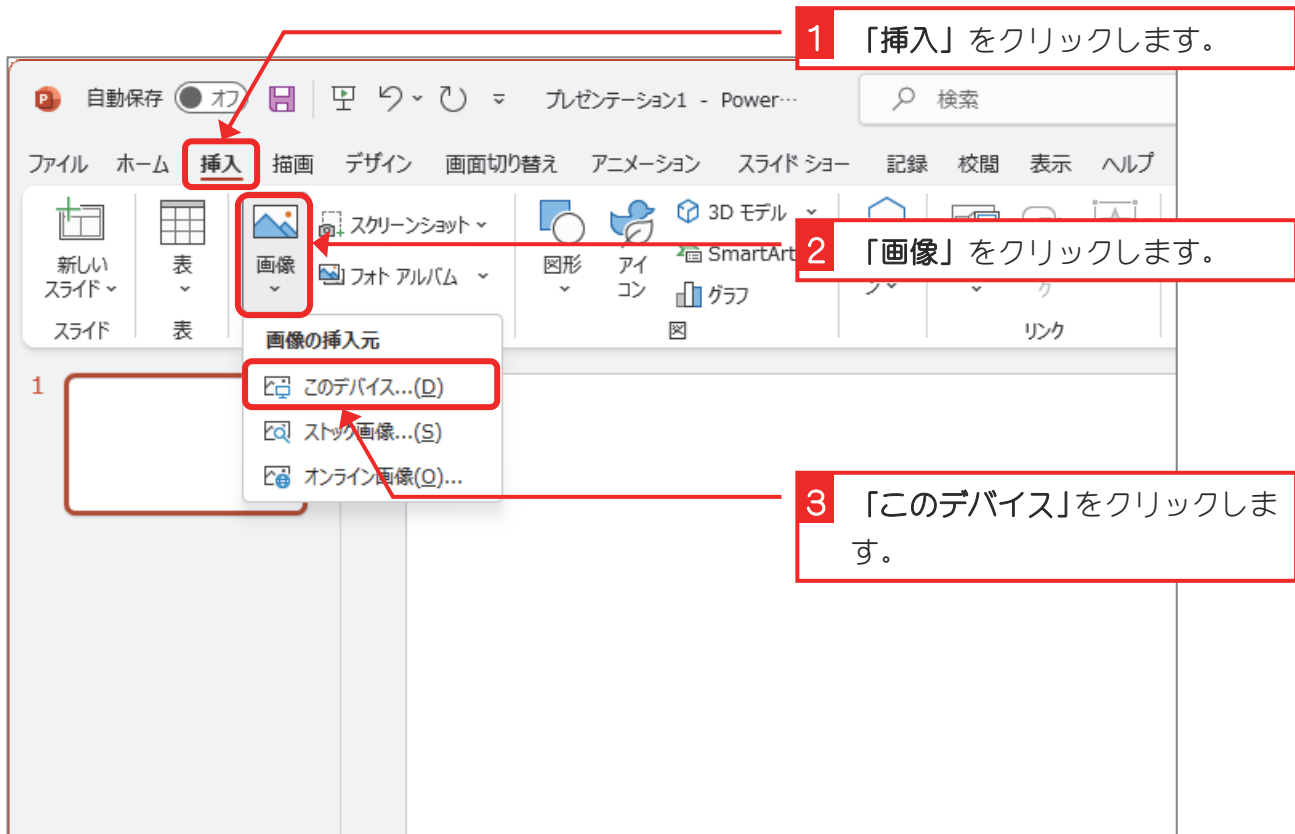 1 「挿入」をクリックします。
自動保存 オフ プレゼンテーション1 - Power… 検索
ファイル ホーム 挿入 描画 デザイン 画面切り替え アニメーション スライド ショー 記録 校閲 表示 ヘルプ
新しい
スライド
表
画像
スクリーンショット
フォト アルバム
図形
アイ
コン
3D モデル
SmartArt
グラフ
2 「画像」をクリックします。
スライド 表 図 リンク
画像の挿入元
このデバイス...(D)
ストック画像...(S)
オンライン画像(O)...
1
3 「このデバイス」をクリックしま
す。